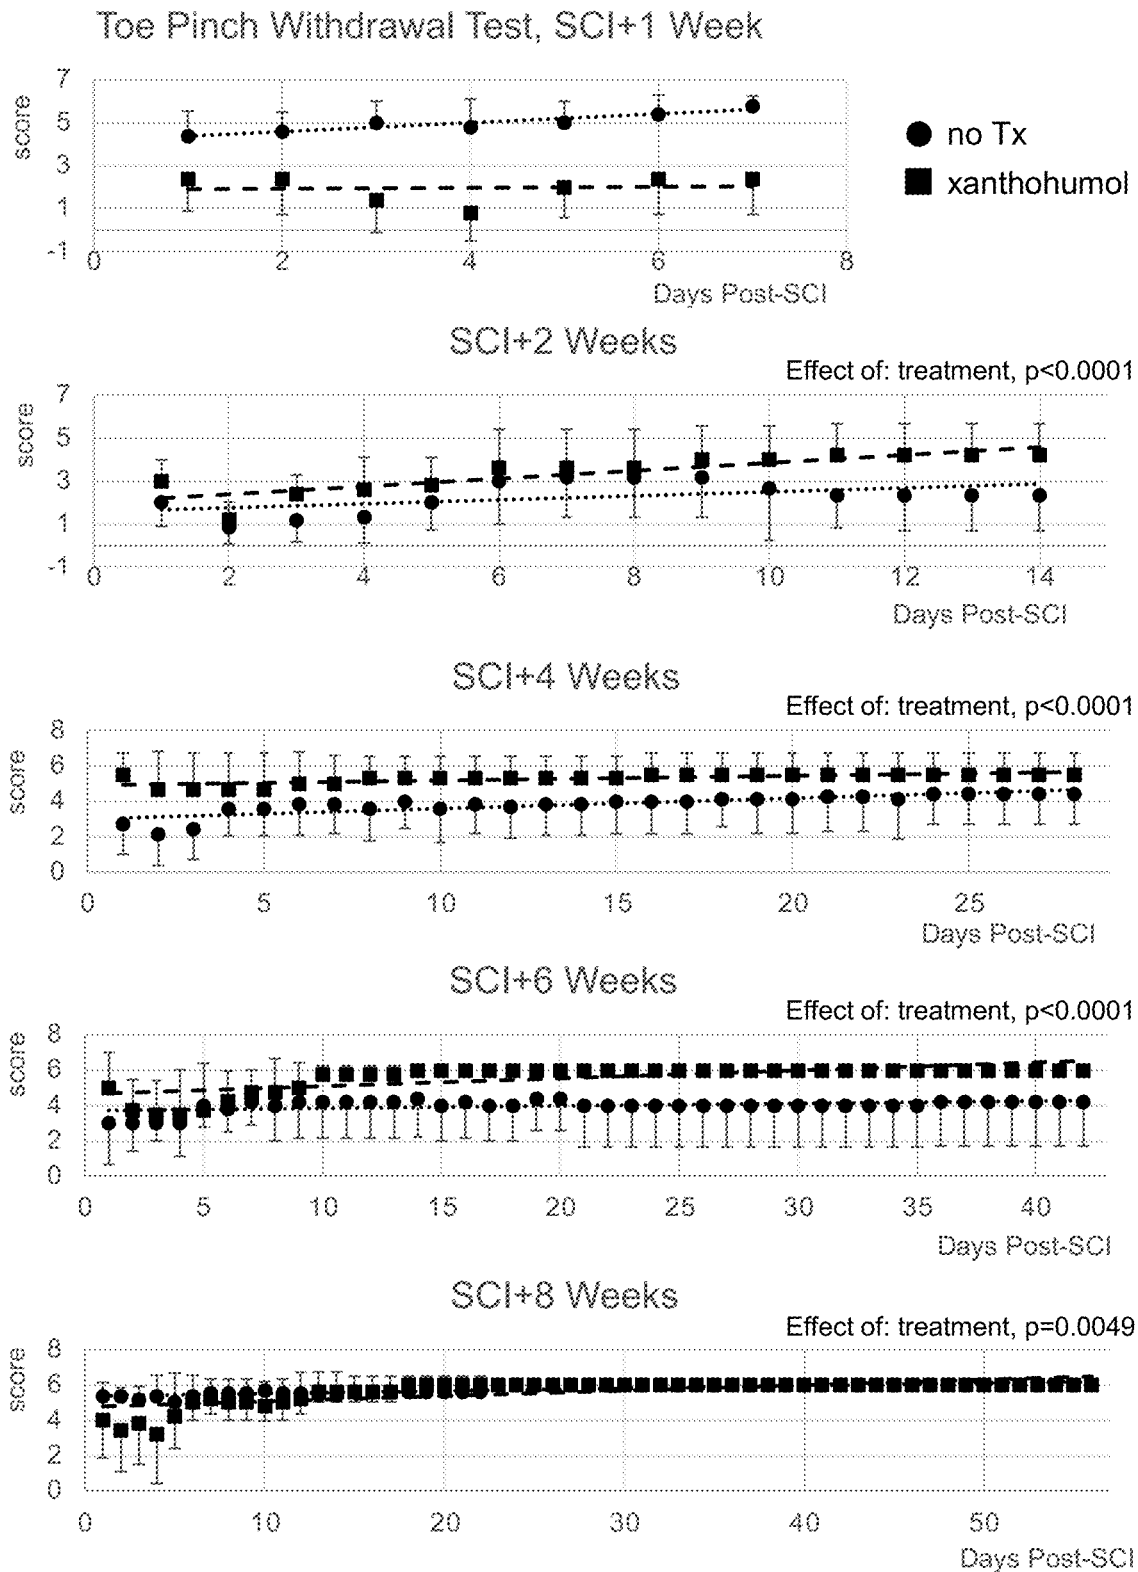 Toe Pinch Withdrawal Test, SCI+1 Week
score
7
5
3
1
-1
0 2 4 6 8
Days Post-SCI
no Tx
xanthohumol
SCI+2 Weeks
Effect of: treatment, p<0.0001
score
7
5
3
1
-1
0 2 4 6 8 10 12 14
Days Post-SCI
SCI+4 Weeks
Effect of: treatment, p<0.0001
score
8
6
4
2
0
0 5 10 15 20 25
Days Post-SCI
SCI+6 Weeks
Effect of: treatment, p<0.0001
score
8
6
4
2
0
0 5 10 15 20 25 30 35 40
Days Post-SCI
SCI+8 Weeks
Effect of: treatment, p=0.0049
score
8
6
4
2
0
0 10 20 30 40 50
Days Post-SCI